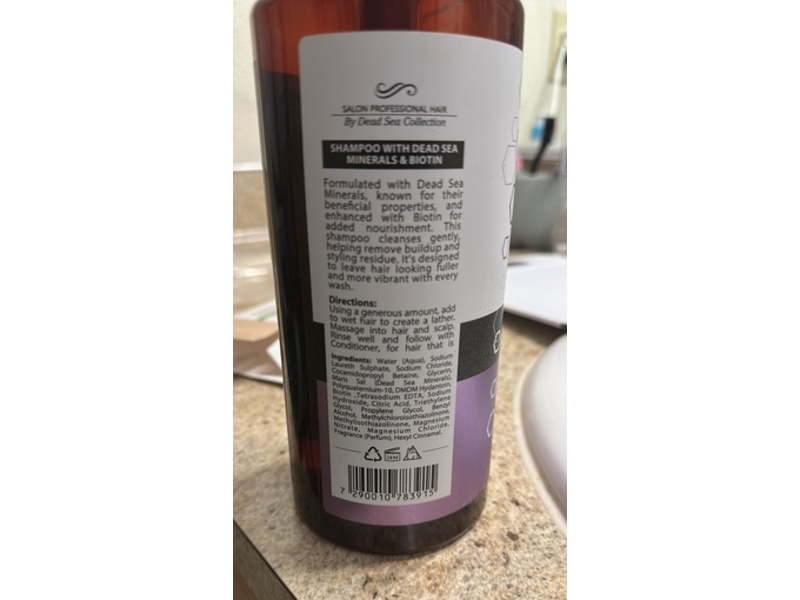 SALON PROFESSIONAL HAIR
By Dead Sea Collection
SHAMPOO WITH DEAD SEA
MINERALS & BIOTIN
Formulated with Dead Sea
Minerals, known for their
beneficial properties, and
enhanced with Biotin for
added nourishment. This
shampoo cleanses gently,
helping remove buildup and
styling residue. It's designed
to leave hair looking fuller
and more vibrant with every
wash.
Directions:
Using a generous amount, add
to wet hair to create a lather.
Massage into hair and scalp.
Rinse well and follow with
Conditioner, for hair that is
Ingredients: Water (Aqua), Sodium
Laureth Sulphate, Sodium Chloride,
Cocamidopropyl Betaine, Glycerin,
Maris Sal (Dead Sea Minerals),
Polyquaternium-10, DMDM Hydantoin,
Biotin ,Tetrasodium EDTA, Sodium
hydroxide, Citric Acid, Triethylene
Glycol, Propylene Glycol, Benzyl
Alcohol, Methylchloroisothiazolinone,
Methylisothiazolinone, Magnesium
Nitrate, Magnesium Chloride,
Fragrance (Parfum), Hexyl Cinnamal.
24M
7 290010 783915